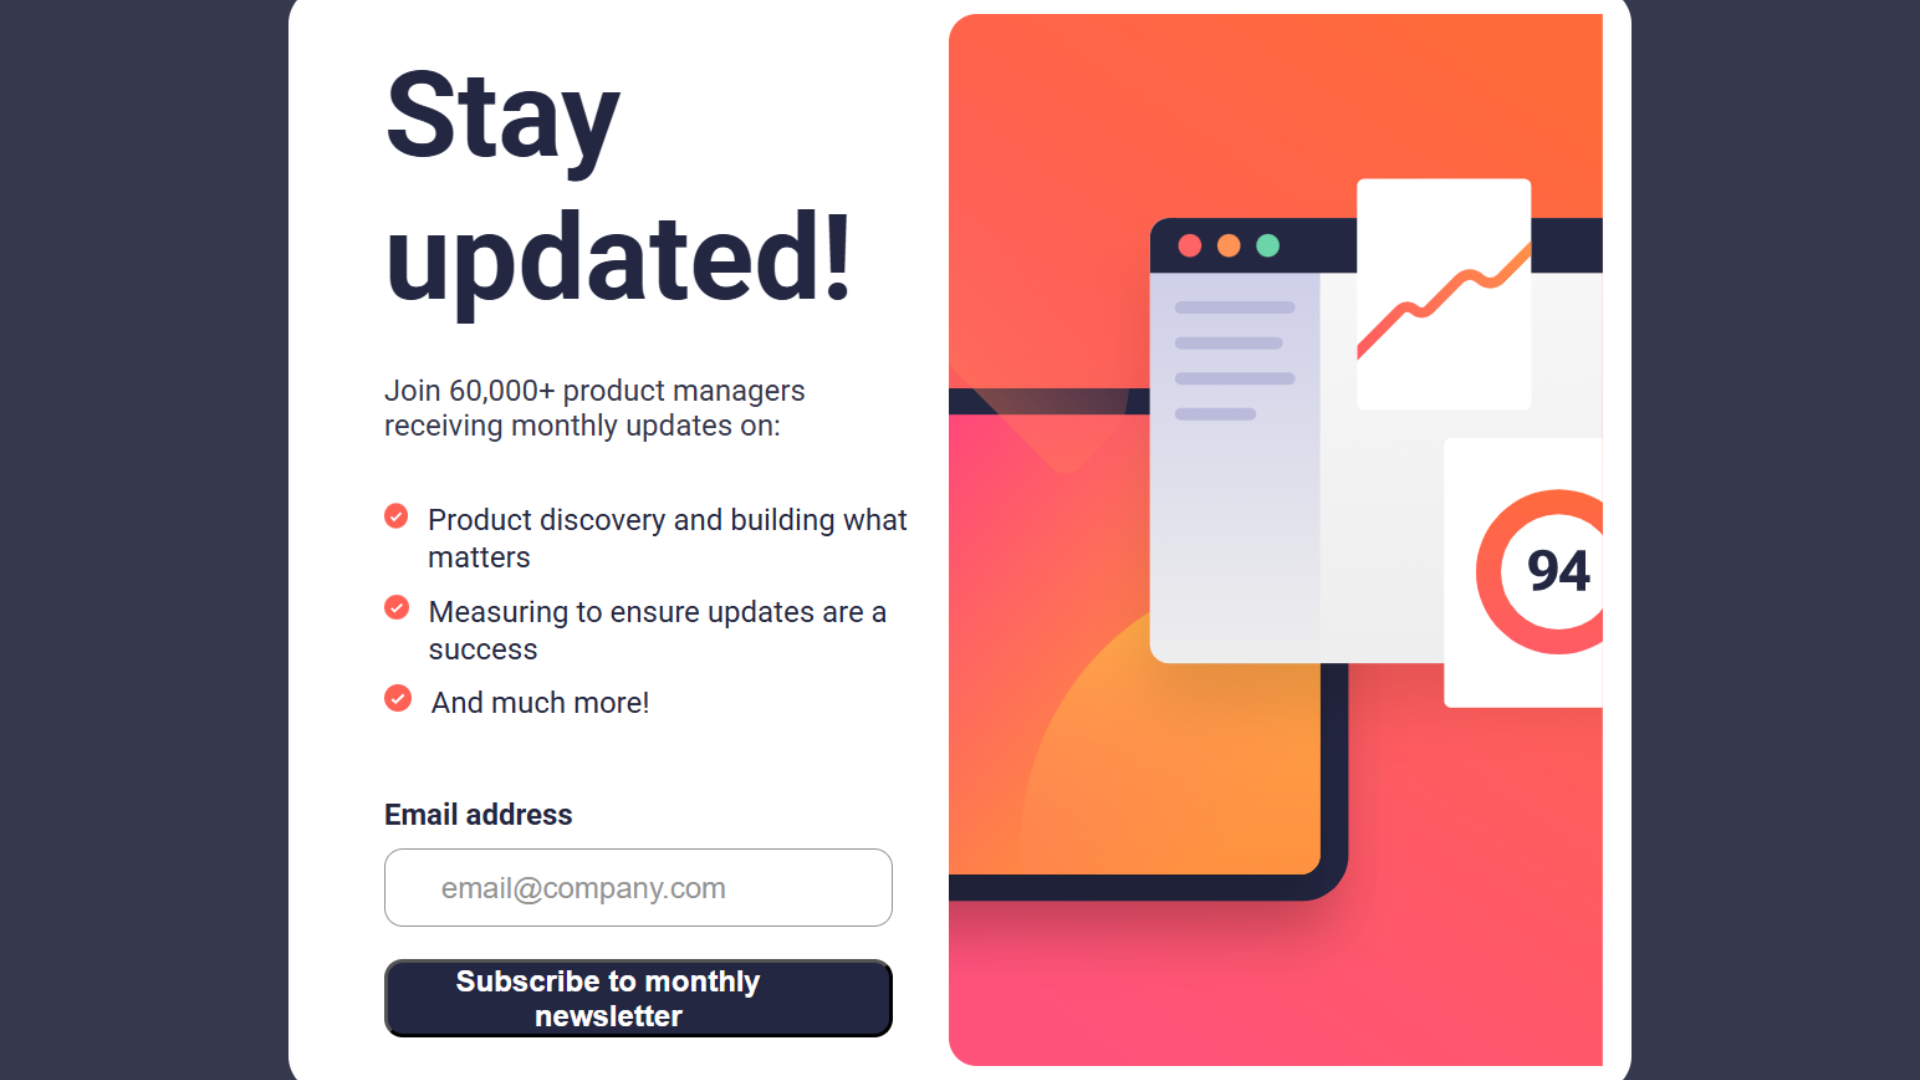 Stay
updated!
Join 60,000+ product managers
receiving monthly updates on:
Product discovery and building what
matters
Measuring to ensure updates are a
success
And much more!
Email address
email@company.com
Subscribe to monthly
newsletter
94